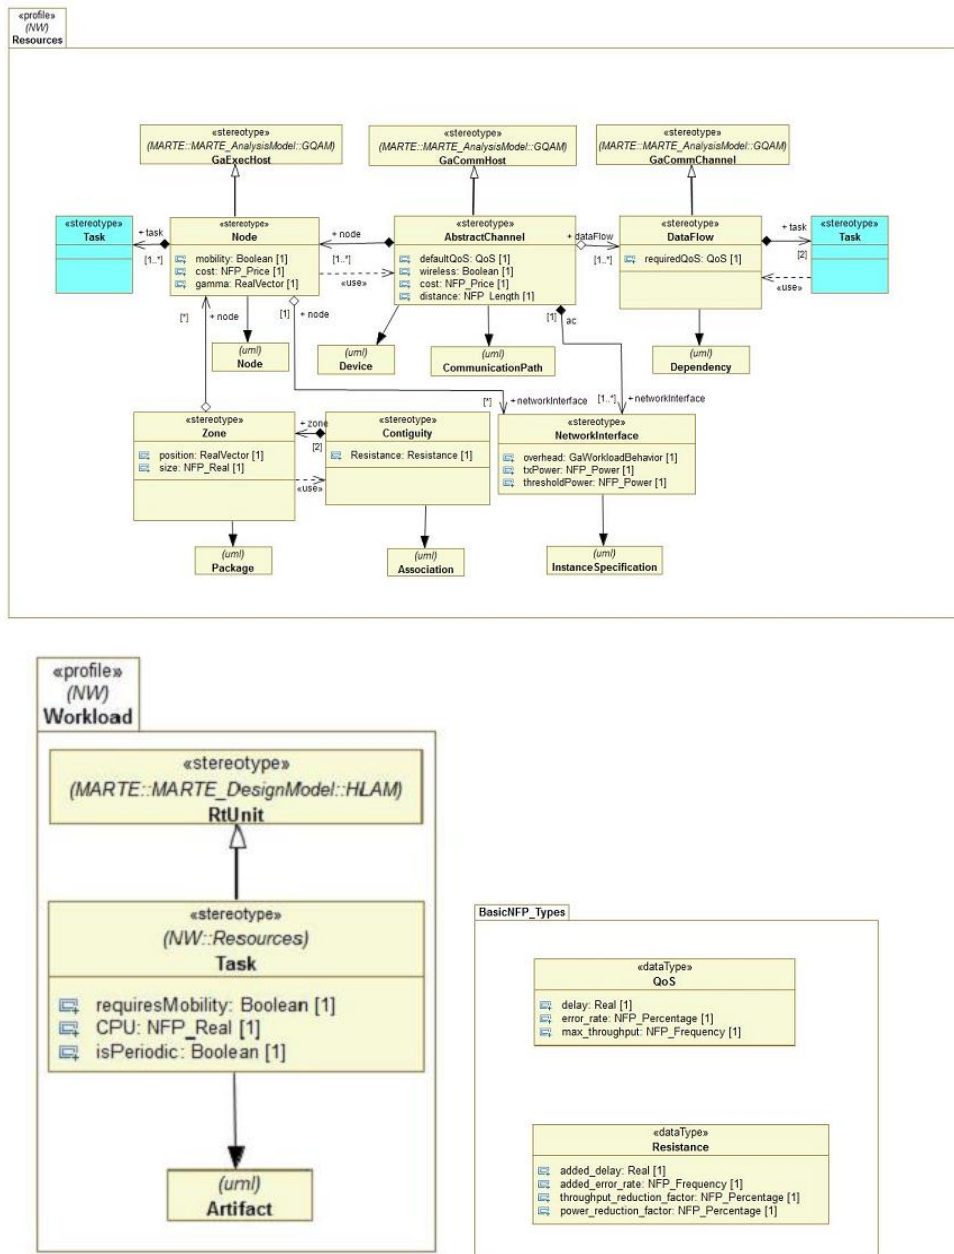 «profile»
(NW)
Resources
«stereotype»
(MARTE::MARTE_AnalysisModel::GQAM)
GaExecHost
«stereotype»
(MARTE::MARTE_AnalysisModel::GQAM)
GaCommHost
«stereotype»
(MARTE::MARTE_AnalysisModel::GQAM)
GaCommChannel
«stereotype»
Task
+ task
[1..*]
«stereotype»
Node
mobility: Boolean [1]
cost: NFP_Price [1]
gamma: RealVector [1]
+ node
[1..*]
«use»
«stereotype»
AbstractChannel
defaultQoS: QoS [1]
wireless: Boolean [1]
cost: NFP_Price [1]
distance: NFP_Length [1]
+ dataFlow
[1..*]
«stereotype»
DataFlow
requiredQoS: QoS [1]
+ task
[2]
«use»
«stereotype»
Task
[*]
+ node
[1]
+ node
[1]
ac
(uml)
Node
(uml)
Device
(uml)
CommunicationPath
(uml)
Dependency
[*]
+ networkInterface
[1..*]
+ networkInterface
«stereotype»
Zone
position: RealVector [1]
size: NFP_Real [1]
+ zone
[2]
«use»
«stereotype»
Contiguity
Resistance: Resistance [1]
«stereotype»
NetworkInterface
overhead: GaWorkloadBehavior [1]
txPower: NFP_Power [1]
thresholdPower: NFP_Power [1]
(uml)
Package
(uml)
Association
(uml)
InstanceSpecification
«profile»
(NW)
Workload
«stereotype»
(MARTE::MARTE_DesignModel::HLAM)
RtUnit
«stereotype»
(NW::Resources)
Task
requiresMobility: Boolean [1]
CPU: NFP_Real [1]
isPeriodic: Boolean [1]
(uml)
Artifact
BasicNFP_Types
«dataType»
QoS
delay: Real [1]
error_rate: NFP_Percentage [1]
max_throughput: NFP_Frequency [1]
«dataType»
Resistance
added_delay: Real [1]
added_error_rate: NFP_Frequency [1]
throughput_reduction_factor: NFP_Percentage [1]
power_reduction_factor: NFP_Percentage [1]